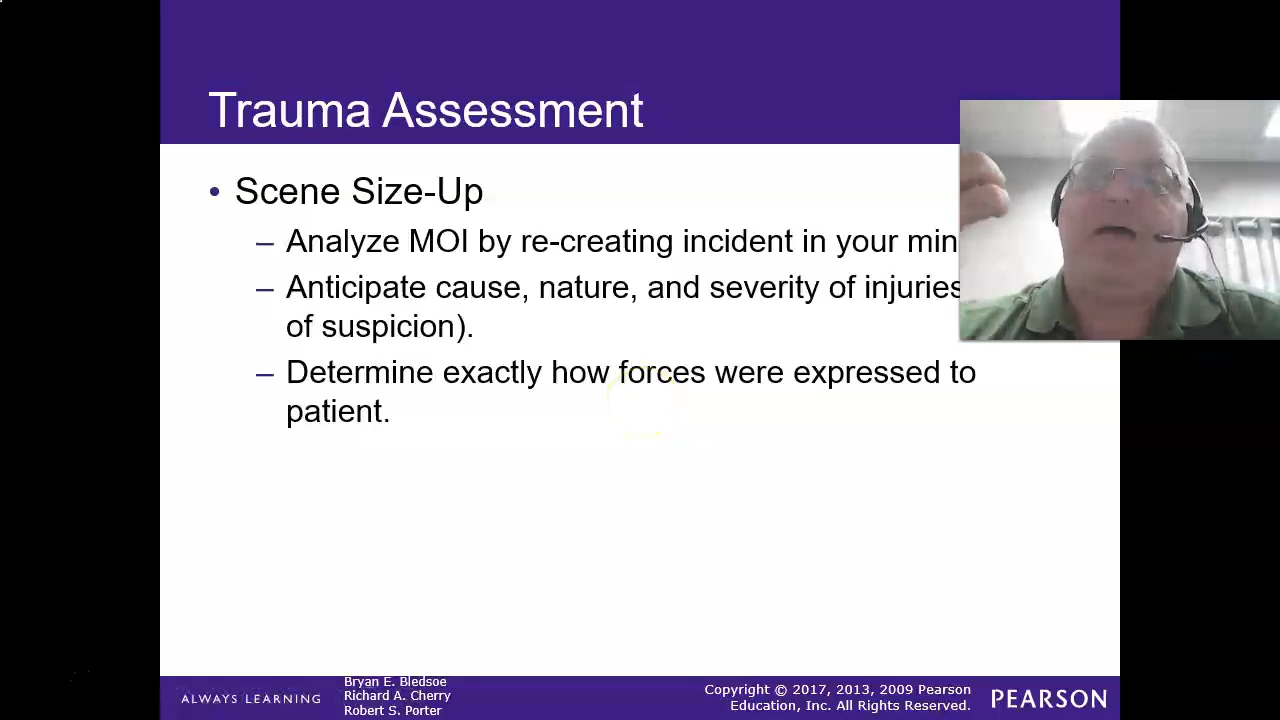 Trauma Assessment
• Scene Size-Up
– Analyze MOI by re-creating incident in your min
– Anticipate cause, nature, and severity of injuries
of suspicion).
– Determine exactly how forces were expressed to
patient.
ALWAYS LEARNING
Bryan E. Bledsoe
Richard A. Cherry
Robert S. Porter
Copyright © 2017, 2013, 2009 Pearson
Education, Inc. All Rights Reserved.
PEARSON